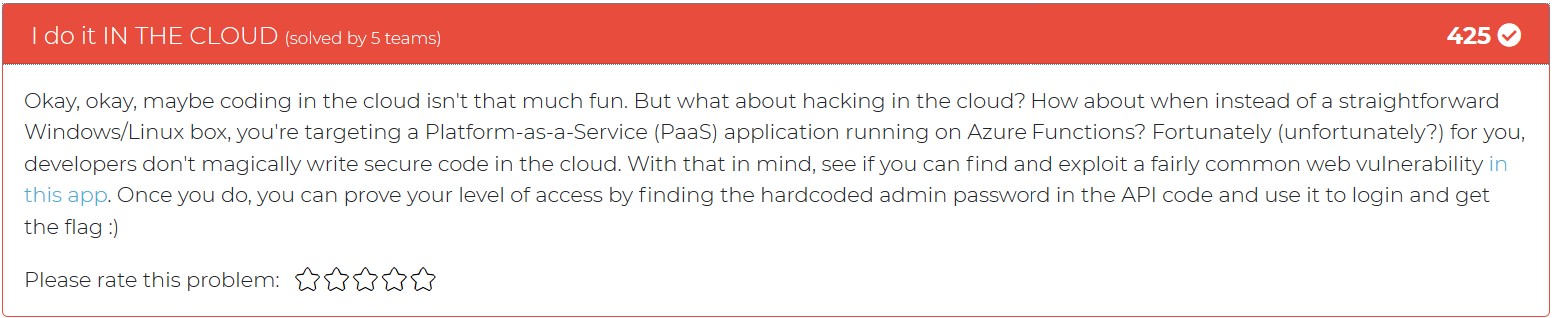 I do it IN THE CLOUD (solved by 5 teams) 425
Okay, okay, maybe coding in the cloud isn't that much fun. But what about hacking in the cloud? How about when instead of a straightforward
Windows/Linux box, you're targeting a Platform-as-a-Service (PaaS) application running on Azure Functions? Fortunately (unfortunately?) for you,
developers don't magically write secure code in the cloud. With that in mind, see if you can find and exploit a fairly common web vulnerability in
this app. Once you do, you can prove your level of access by finding the hardcoded admin password in the API code and use it to login and get
the flag :)
Please rate this problem: